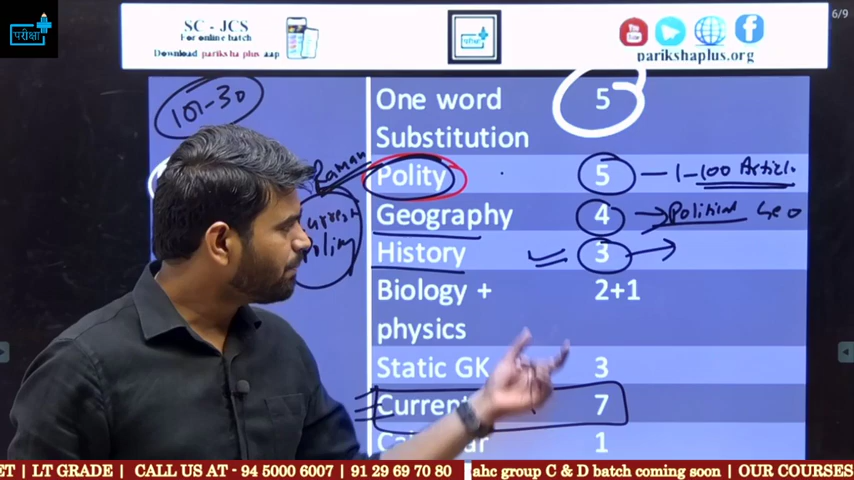 परीक्षा
SC - JCS
For online batch
Download pariksha plus aap
परीक्षा
You
parikshaplus.org
6/9
101-30
One word 5
Substitution
Raman
Polity 5 — 1-100 Article
Geography 4 → Political Geo
History 3
Biology + 2+1
physics
Static GK 3
Current 7
1
ET | LT GRADE | CALL US AT - 94 5000 6007 | 91 29 69 70 80
ahc group C & D batch coming soon | OUR COURSES